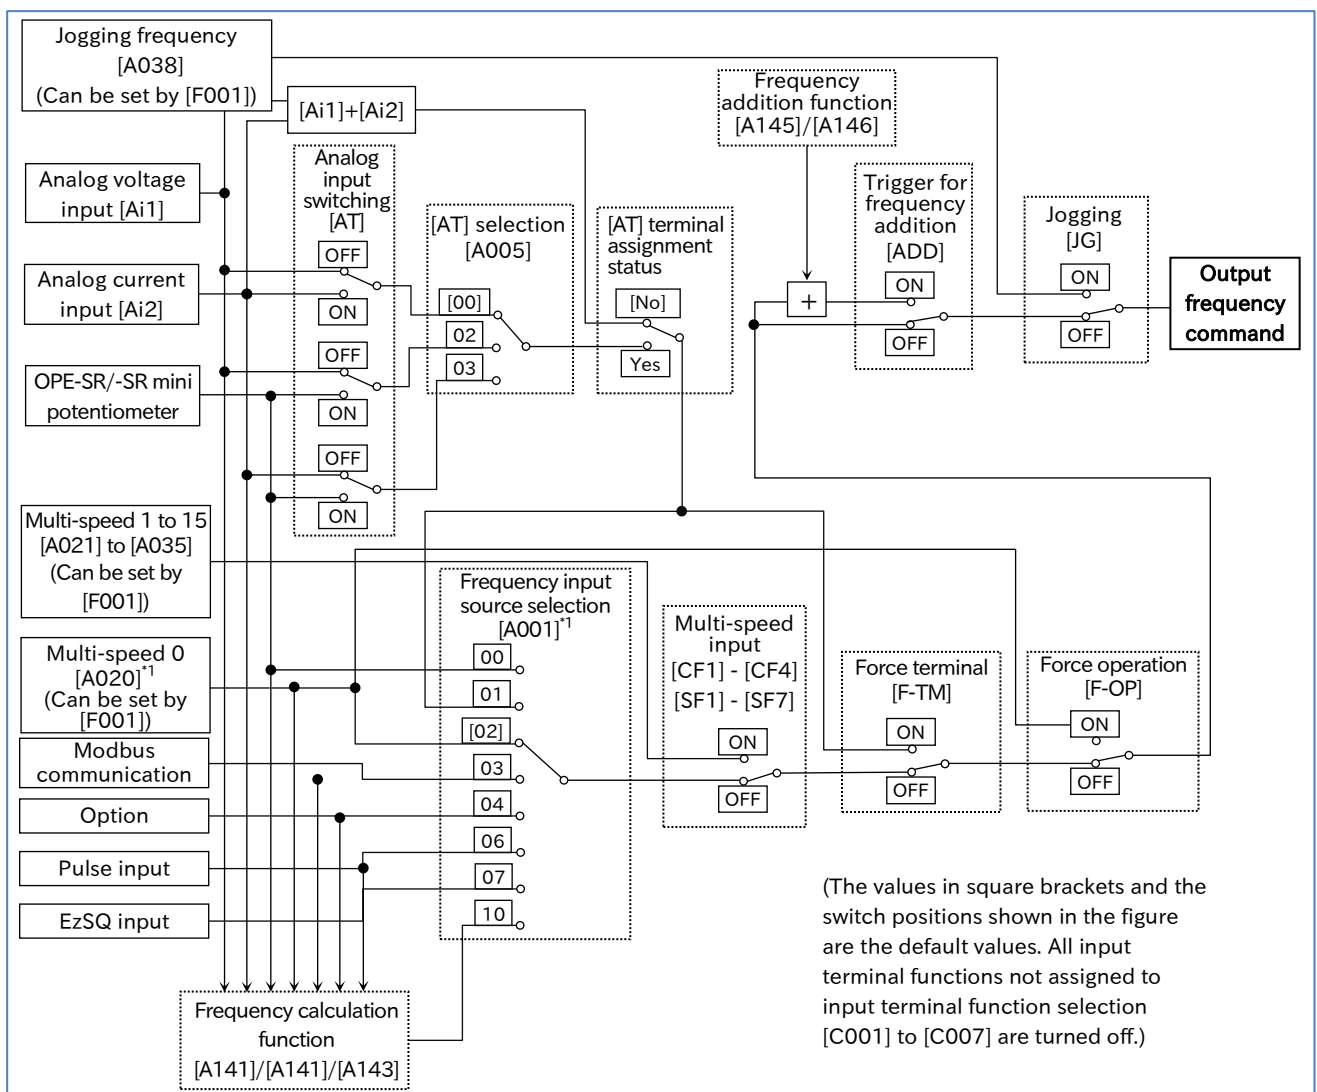 Jogging frequency
[A038]
(Can be set by [F001])
[Ai1]+[Ai2]
Frequency
addition function
[A145]/[A146]
Analog voltage
input [Ai1]
Analog
input
switching
[AT]
OFF
ON
OFF
ON
OFF
ON
[AT] selection
[A005]
[00]
02
03
[AT] terminal
assignment
status
[No]
Yes
+
Trigger for
frequency
addition
[ADD]
ON
OFF
Jogging
[JG]
ON
OFF
Output
frequency
command
Analog current
input [Ai2]
OPE-SR/-SR mini
potentiometer
Multi-speed 1 to 15
[A021] to [A035]
(Can be set by
[F001])
Multi-speed 0
[A020]*1
(Can be set by
[F001])
Modbus
communication
Option
Pulse input
EzSQ input
Frequency input
source selection
[A001]*1
00
01
[02]
03
04
06
07
10
Multi-speed
input
[CF1] - [CF4]
[SF1] - [SF7]
ON
OFF
Force terminal
[F-TM]
ON
OFF
Force operation
[F-OP]
ON
OFF
Frequency calculation
function
[A141]/[A141]/[A143]
(The values in square brackets and the
switch positions shown in the figure
are the default values. All input
terminal functions not assigned to
input terminal function selection
[C001] to [C007] are turned off.)